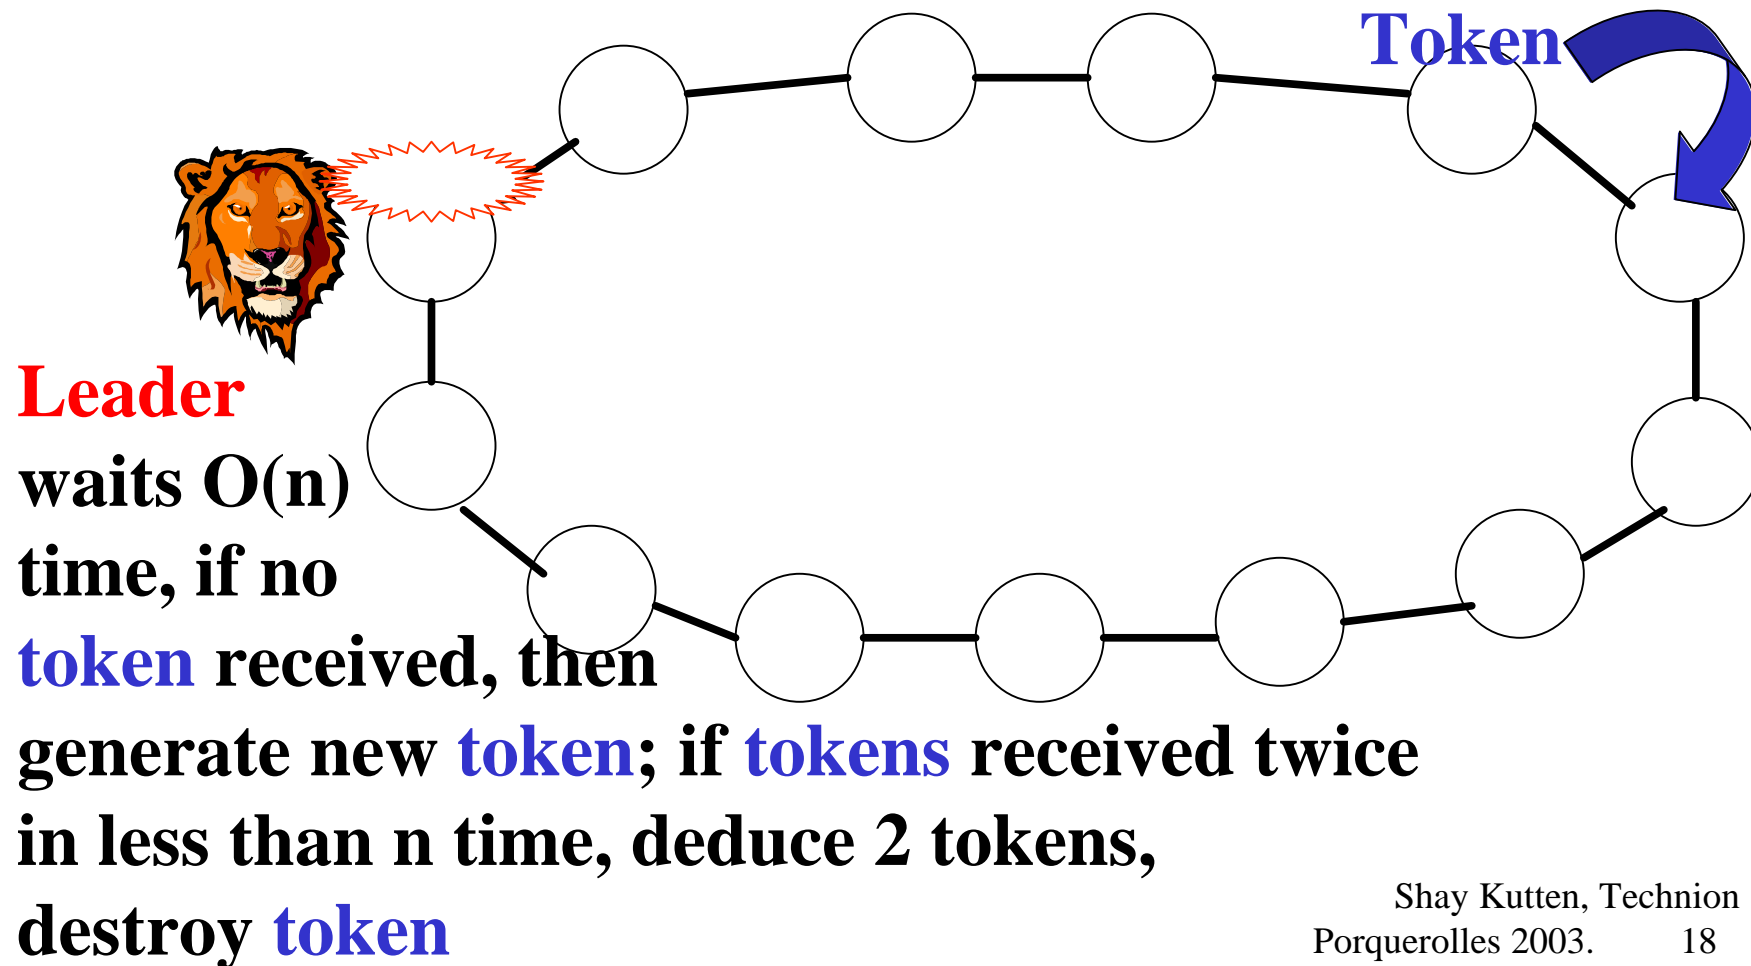 Token
Leader
waits O(n)
time, if no
token received, then
generate new token; if tokens received twice
in less than n time, deduce 2 tokens,
destroy token
Shay Kutten, Technion
Porquerolles 2003. 18